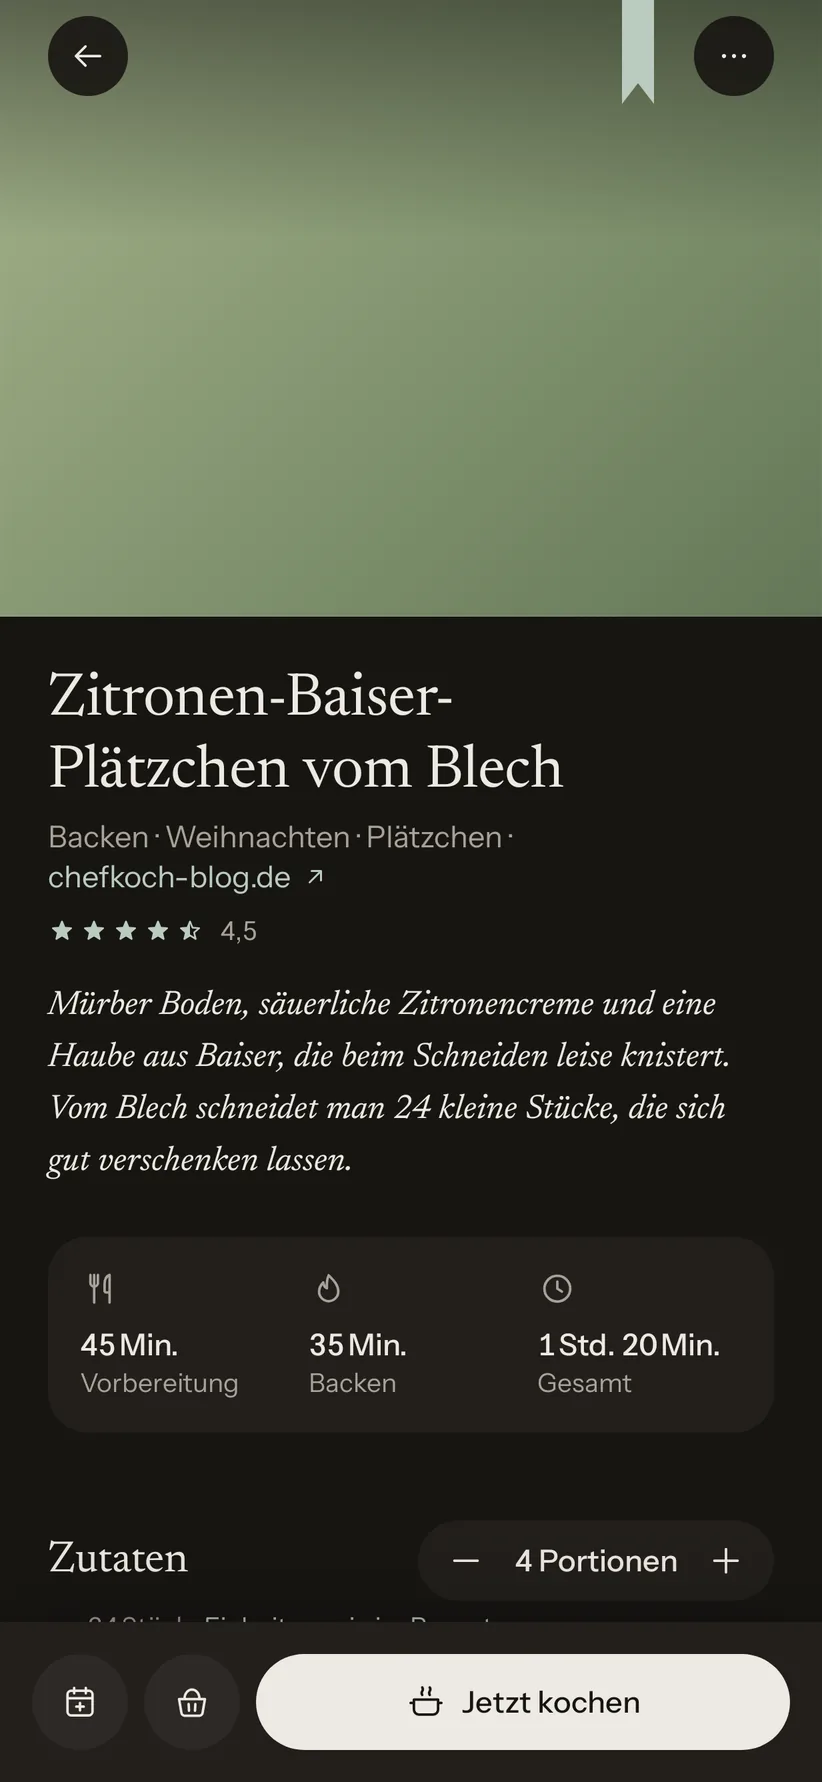 Zitronen-Baiser-
Plätzchen vom Blech
Backen · Weihnachten · Plätzchen ·
chefkoch-blog.de ↗
4,5
Mürber Boden, säuerliche Zitronencreme und eine
Haube aus Baiser, die beim Schneiden leise knistert.
Vom Blech schneidet man 24 kleine Stücke, die sich
gut verschenken lassen.
45 Min. 35 Min. 1 Std. 20 Min.
Vorbereitung Backen Gesamt
Zutaten 4 Portionen
Jetzt kochen